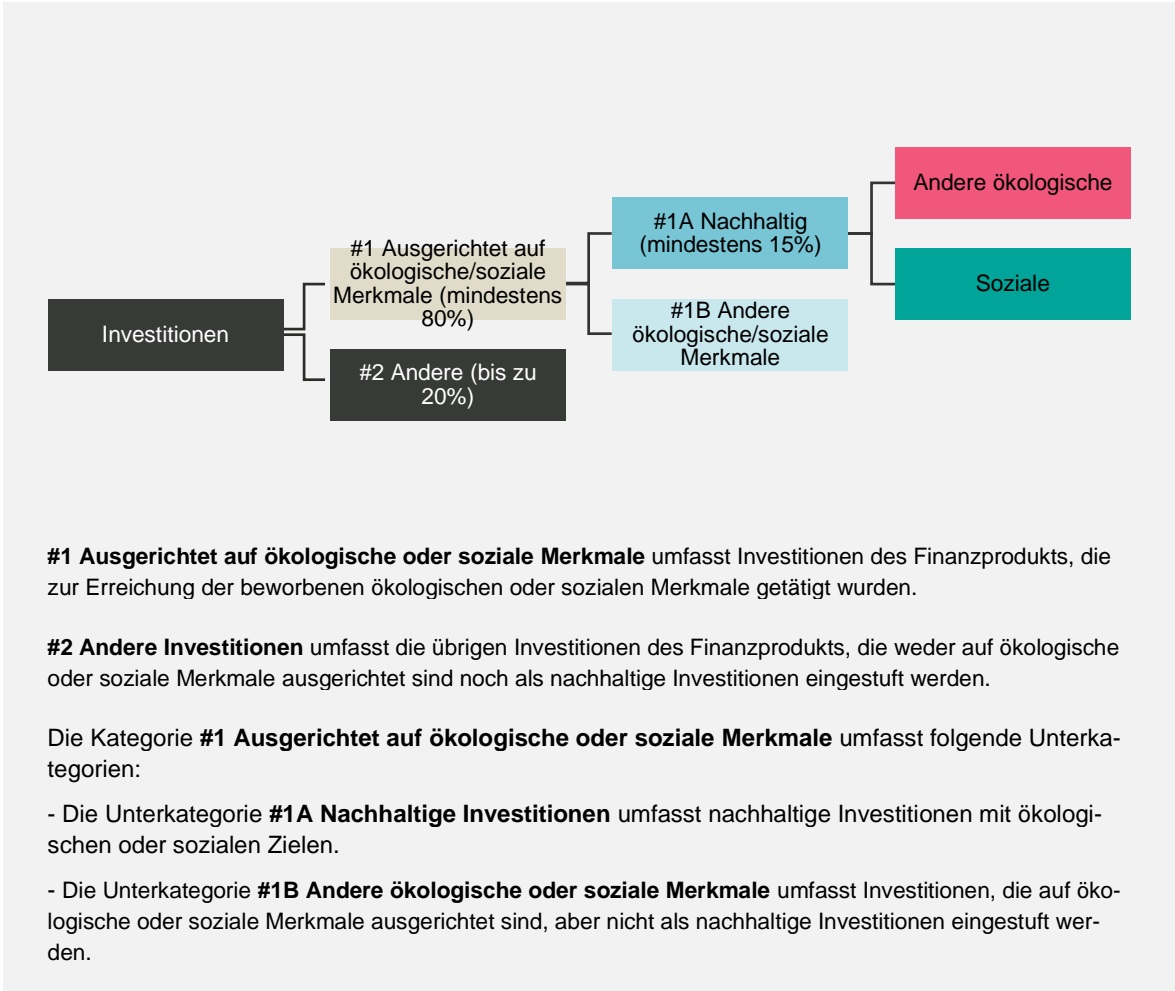 Investitionen
#1 Ausgerichtet auf
ökologische/soziale
Merkmale (mindestens
80%)
#2 Andere (bis zu
20%)
#1A Nachhaltig
(mindestens 15%)
#1B Andere
ökologische/soziale
Merkmale
Andere ökologische
Soziale
#1 Ausgerichtet auf ökologische oder soziale Merkmale umfasst Investitionen des Finanzprodukts, die
zur Erreichung der beworbenen ökologischen oder sozialen Merkmale getätigt wurden.
#2 Andere Investitionen umfasst die übrigen Investitionen des Finanzprodukts, die weder auf ökologische
oder soziale Merkmale ausgerichtet sind noch als nachhaltige Investitionen eingestuft werden.
Die Kategorie #1 Ausgerichtet auf ökologische oder soziale Merkmale umfasst folgende Unterka-
tegorien:
- Die Unterkategorie #1A Nachhaltige Investitionen umfasst nachhaltige Investitionen mit ökologi-
schen oder sozialen Zielen.
- Die Unterkategorie #1B Andere ökologische oder soziale Merkmale umfasst Investitionen, die auf öko-
logische oder soziale Merkmale ausgerichtet sind, aber nicht als nachhaltige Investitionen eingestuft wer-
den.